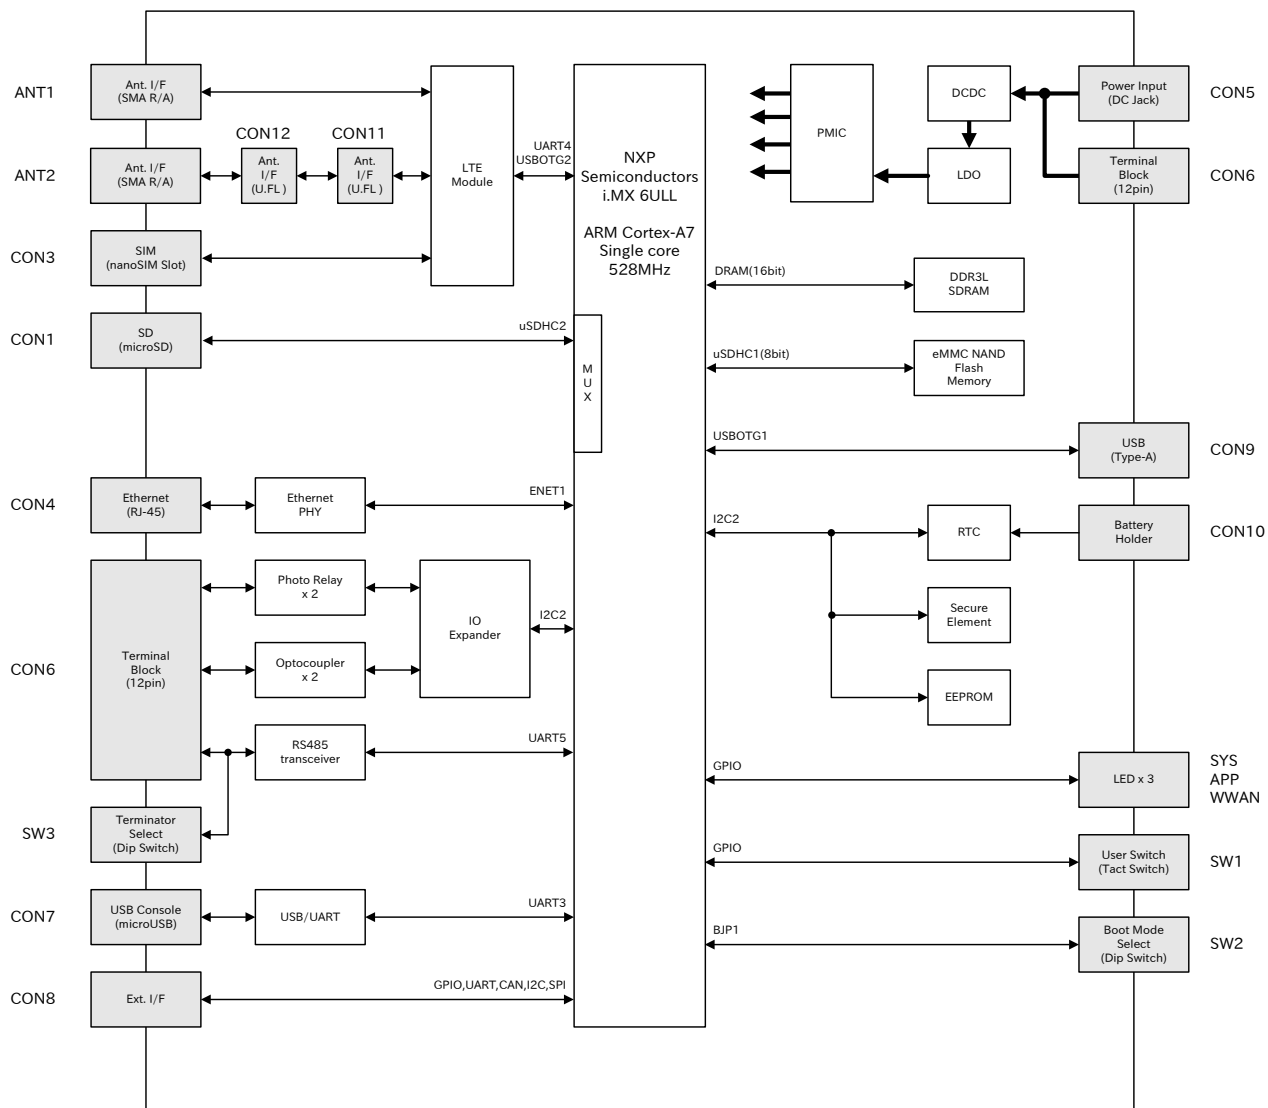 ANT1
Ant. I/F
(SMA R/A)
ANT2
Ant. I/F
(SMA R/A)
CON12
Ant.
I/F
(U.FL )
CON11
Ant.
I/F
(U.FL )
LTE
Module
UART4
USBOTG2
CON3
SIM
(nanoSIM Slot)
CON1
SD
(microSD)
uSDHC2
M
U
X
NXP
Semiconductors
i.MX 6ULL
ARM Cortex-A7
Single core
528MHz
PMIC
DCDC
LDO
Power Input
(DC Jack)
CON5
Terminal
Block
(12pin)
CON6
DRAM(16bit)
DDR3L
SDRAM
uSDHC1(8bit)
eMMC NAND
Flash
Memory
USBOTG1
USB
(Type-A)
CON9
CON4
Ethernet
(RJ-45)
Ethernet
PHY
ENET1
I2C2
RTC
Battery
Holder
CON10
Secure
Element
EEPROM
CON6
Terminal
Block
(12pin)
Photo Relay
x 2
Optocoupler
x 2
IO
Expander
I2C2
RS485
transceiver
UART5
SW3
Terminator
Select
(Dip Switch)
CON7
USB Console
(microUSB)
USB/UART
UART3
CON8
Ext. I/F
GPIO,UART,CAN,I2C,SPI
GPIO
LED x 3
SYS
APP
WWAN
GPIO
User Switch
(Tact Switch)
SW1
BJP1
Boot Mode
Select
(Dip Switch)
SW2